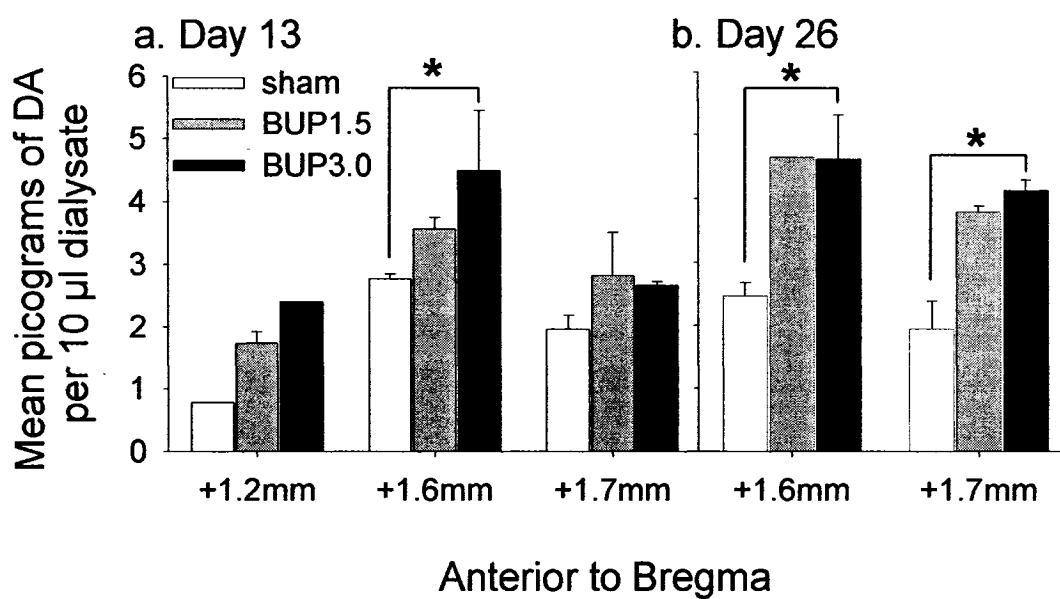 a. Day 13
b. Day 26
Mean picograms of DA
per 10 µl dialysate
6
5
4
3
2
1
0
sham
BUP1.5
BUP3.0
*
*
*
+1.2mm
+1.6mm
+1.7mm
+1.6mm
+1.7mm
Anterior to Bregma